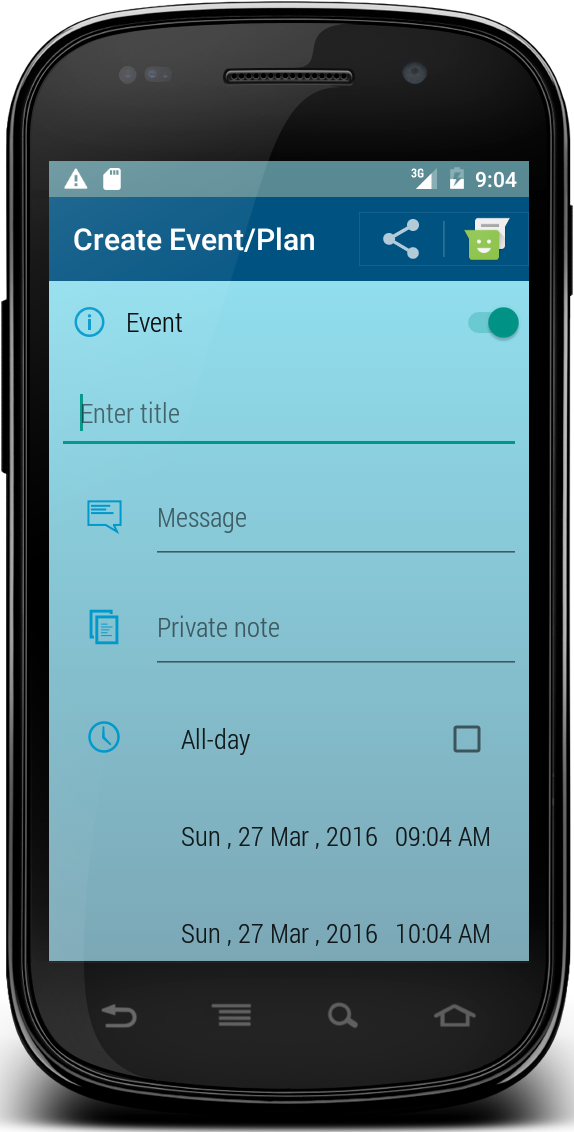 3G 9:04
Create Event/Plan
Event
Enter title
Message
Private note
All-day
Sun , 27 Mar , 2016 09:04 AM
Sun , 27 Mar , 2016 10:04 AM